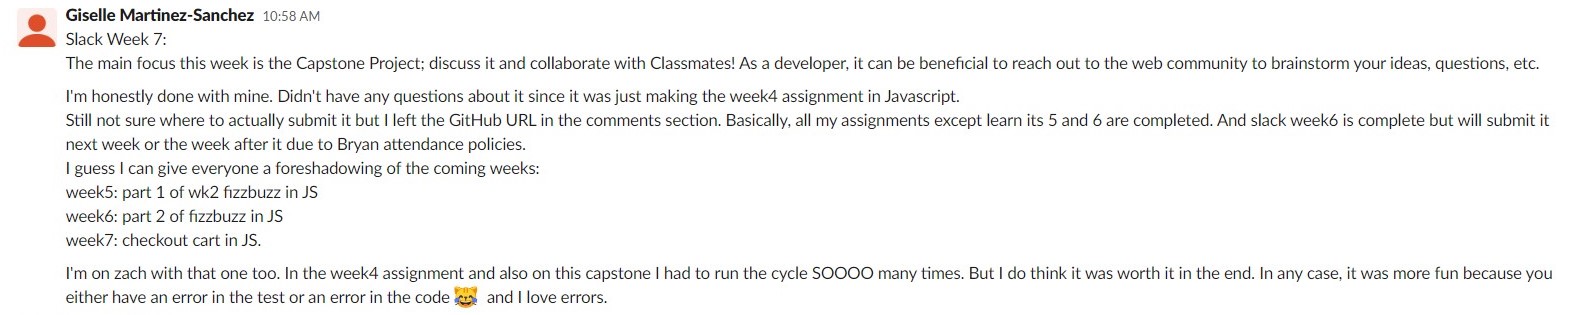 Giselle Martinez-Sanchez 10:58 AM
Slack Week 7:
The main focus this week is the Capstone Project; discuss it and collaborate with Classmates! As a developer, it can be beneficial to reach out to the web community to brainstorm your ideas, questions, etc.
I'm honestly done with mine. Didn't have any questions about it since it was just making the week4 assignment in Javascript.
Still not sure where to actually submit it but I left the GitHub URL in the comments section. Basically, all my assignments except learn its 5 and 6 are completed. And slack week6 is complete but will submit it
next week or the week after it due to Bryan attendance policies.
I guess I can give everyone a foreshadowing of the coming weeks:
week5: part 1 of wk2 fizzbuzz in JS
week6: part 2 of fizzbuzz in JS
week7: checkout cart in JS.
I'm on zach with that one too. In the week4 assignment and also on this capstone I had to run the cycle SOOOO many times. But I do think it was worth it in the end. In any case, it was more fun because you
either have an error in the test or an error in the code 😹 and I love errors.